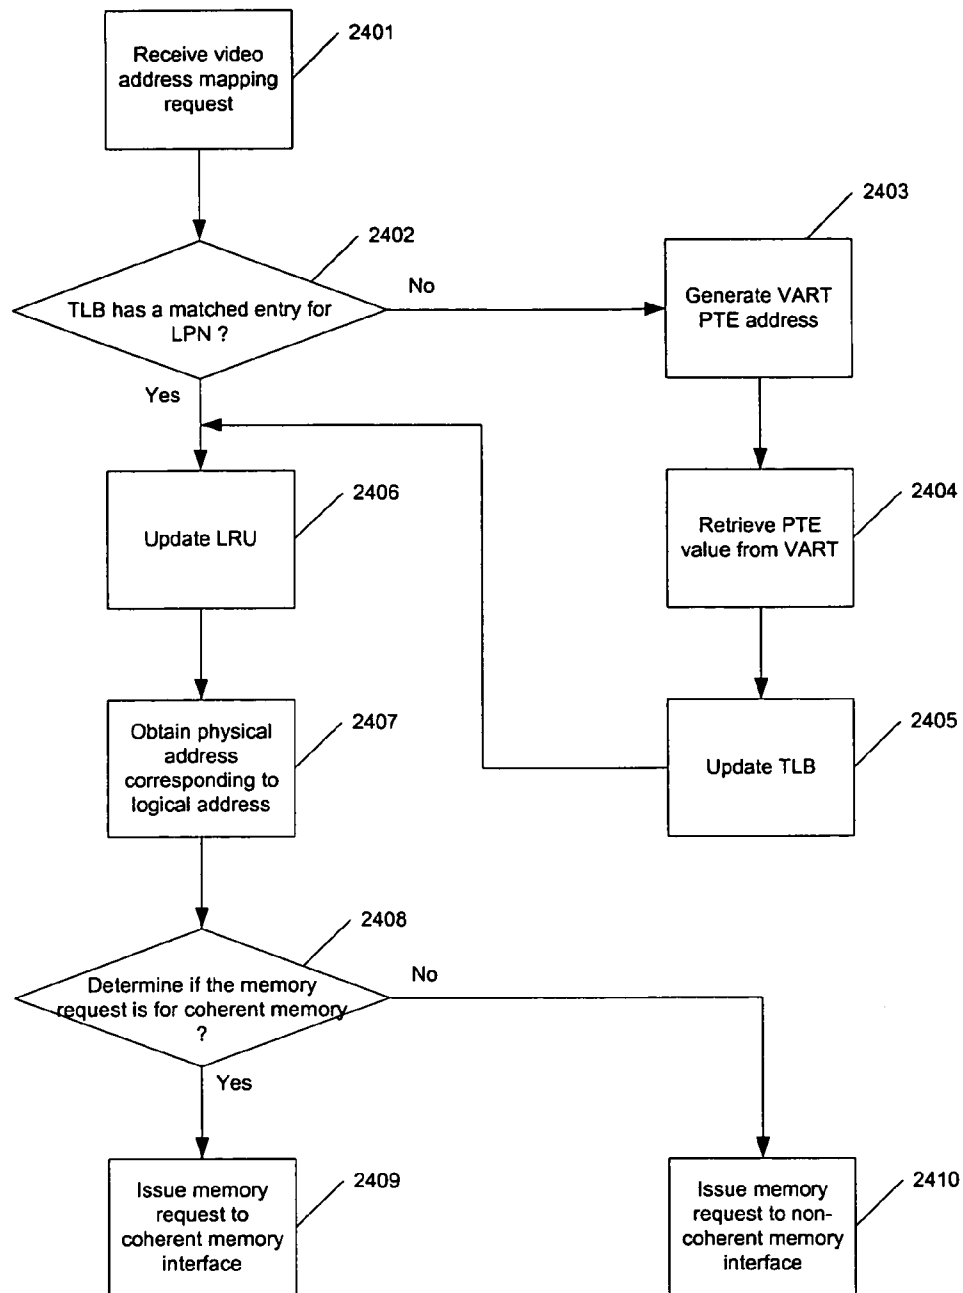 2401
Receive video
address mapping
request
2402
TLB has a matched entry for
LPN ?
No
Yes
2403
Generate VART
PTE address
2404
Retrieve PTE
value from VART
2405
Update TLB
2406
Update LRU
2407
Obtain physical
address
corresponding to
logical address
2408
Determine if the memory
request is for coherent memory
?
No
Yes
2409
Issue memory
request to
coherent memory
interface
2410
Issue memory
request to non-
coherent memory
interface